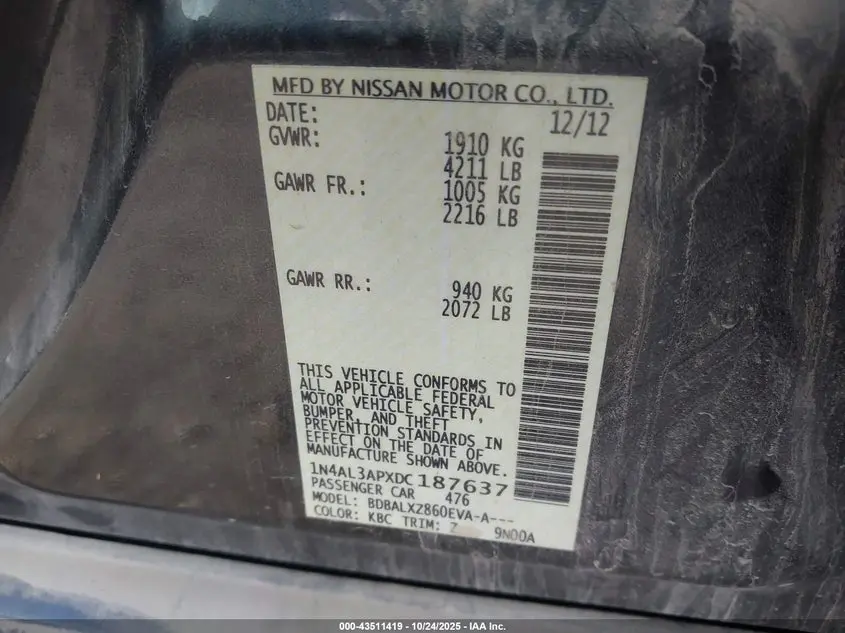 MFD BY NISSAN MOTOR CO., LTD.
DATE: 12/12
GVWR: 1910 KG
4211 LB
GAWR FR.: 1005 KG
2216 LB
GAWR RR.: 940 KG
2072 LB
THIS VEHICLE CONFORMS TO
ALL APPLICABLE FEDERAL
MOTOR VEHICLE SAFETY,
BUMPER, AND THEFT
PREVENTION STANDARDS IN
EFFECT ON THE DATE OF
MANUFACTURE SHOWN ABOVE.
1N4AL3APXDC187637
PASSENGER CAR 476
MODEL: BDBALXZ860EVA-A---
COLOR: KBC TRIM: Z 9N00A
000-43511419 - 10/24/2025 - IAA Inc.